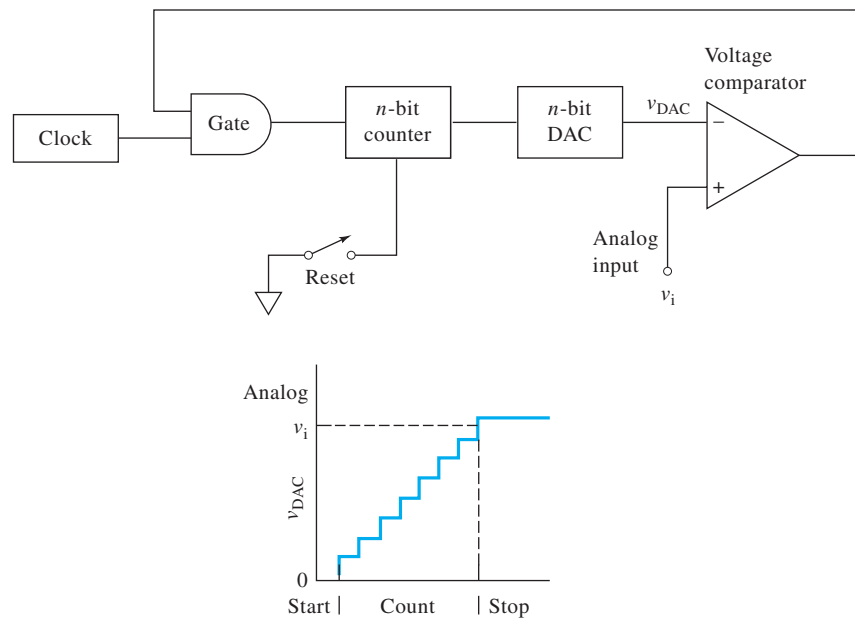 Voltage
comparator
Clock
Gate
n-bit
counter
n-bit
DAC
vDAC
−
+
Analog
input
vi
Reset
Analog
vi
vDAC
0
Start | Count | Stop